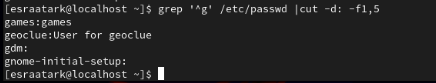 [esraatark@localhost ~]$ grep '^g' /etc/passwd |cut -d: -f1,5
games:games
geoclue:User for geoclue
gdm:
gnome-initial-setup:
[esraatark@localhost ~]$